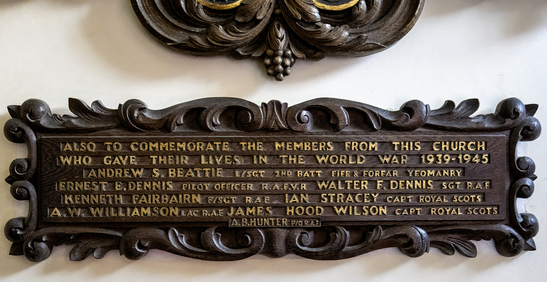 ALSO TO COMMEMORATE THE MEMBERS FROM THIS CHURCH
WHO GAVE THEIR LIVES IN THE WORLD WAR 1939-1945
ANDREW S. BEATTIE L/SGT 2ND BATT FIFE & FORFAR YEOMANRY
ERNEST B. DENNIS PILOT OFFICER R.A.F.V.R WALTER F. DENNIS SGT R.A.F
KENNETH FAIRBAIRN F/SGT R.A.F. IAN STRACEY CAPT ROYAL SCOTS
A. W. WILLIAMSON LAC R.A.F. JAMES HOOD WILSON CAPT ROYAL SCOTS
A. B. HUNTER P/O R.A.F